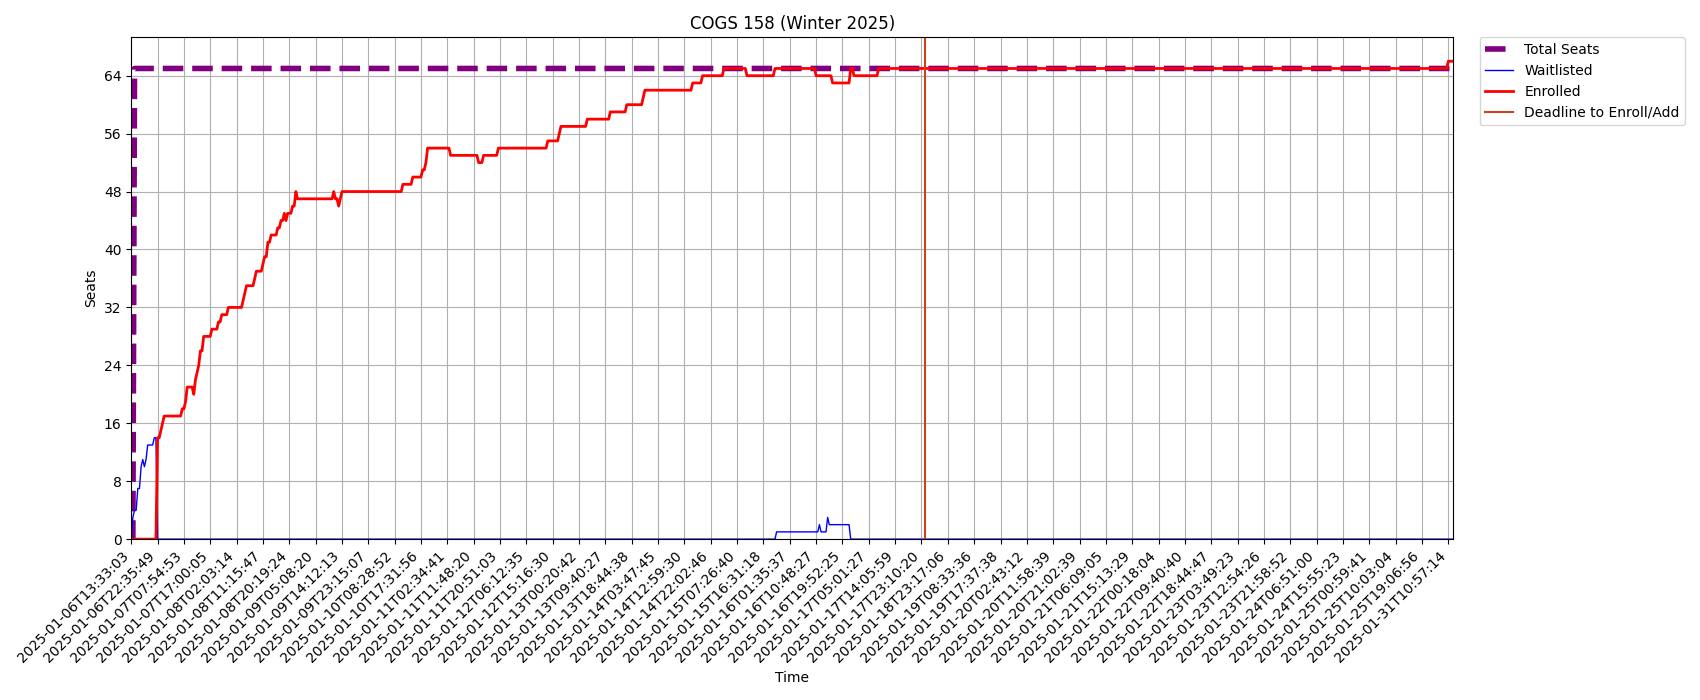 COGS 158 (Winter 2025)
Total Seats
Waitlisted
Enrolled
Deadline to Enroll/Add
Seats
64
56
48
40
32
24
16
8
0
2025-01-06T13:33:03
2025-01-06T22:35:49
2025-01-07T07:54:53
2025-01-07T17:00:05
2025-01-08T02:03:14
2025-01-08T11:15:47
2025-01-08T20:19:24
2025-01-09T05:08:20
2025-01-09T14:12:13
2025-01-09T23:15:07
2025-01-10T08:28:52
2025-01-10T17:31:56
2025-01-11T02:34:41
2025-01-11T11:48:20
2025-01-11T20:51:03
2025-01-12T06:12:35
2025-01-12T15:16:30
2025-01-13T00:20:42
2025-01-13T09:40:27
2025-01-13T18:44:38
2025-01-14T03:47:45
2025-01-14T12:59:30
2025-01-14T22:02:46
2025-01-15T07:26:40
2025-01-15T16:31:18
2025-01-16T01:35:37
2025-01-16T10:48:27
2025-01-16T19:52:25
2025-01-17T05:01:27
2025-01-17T14:05:59
2025-01-17T23:10:20
2025-01-18T23:17:06
2025-01-19T08:33:36
2025-01-19T17:37:38
2025-01-20T02:43:12
2025-01-20T11:58:39
2025-01-20T21:02:39
2025-01-21T06:09:05
2025-01-21T15:13:29
2025-01-22T00:18:04
2025-01-22T09:40:40
2025-01-22T18:44:47
2025-01-23T03:49:23
2025-01-23T12:54:26
2025-01-23T21:58:52
2025-01-24T06:51:00
2025-01-24T15:55:23
2025-01-25T00:59:41
2025-01-25T10:03:04
2025-01-25T19:06:56
2025-01-31T10:57:14
Time